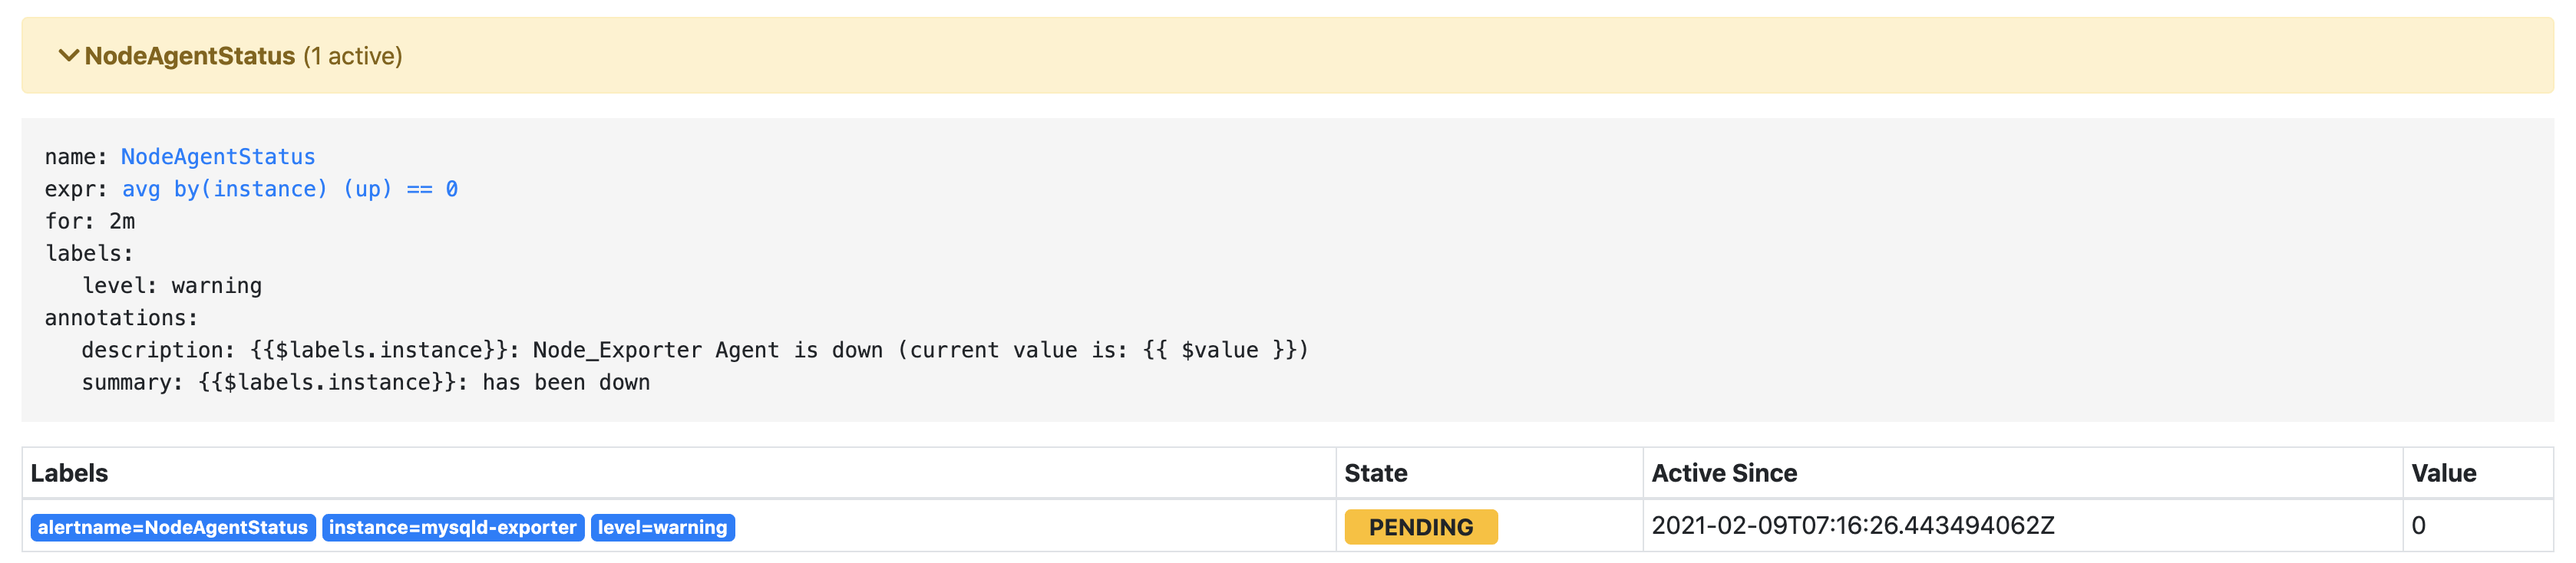 NodeAgentStatus (1 active)
name: NodeAgentStatus
expr: avg by(instance) (up) == 0
for: 2m
labels:
level: warning
annotations:
description: {{$labels.instance}}: Node_Exporter Agent is down (current value is: {{ $value }})
summary: {{$labels.instance}}: has been down
Labels State Active Since Value
alertname=NodeAgentStatus instance=mysqld-exporter level=warning PENDING 2021-02-09T07:16:26.443494062Z 0